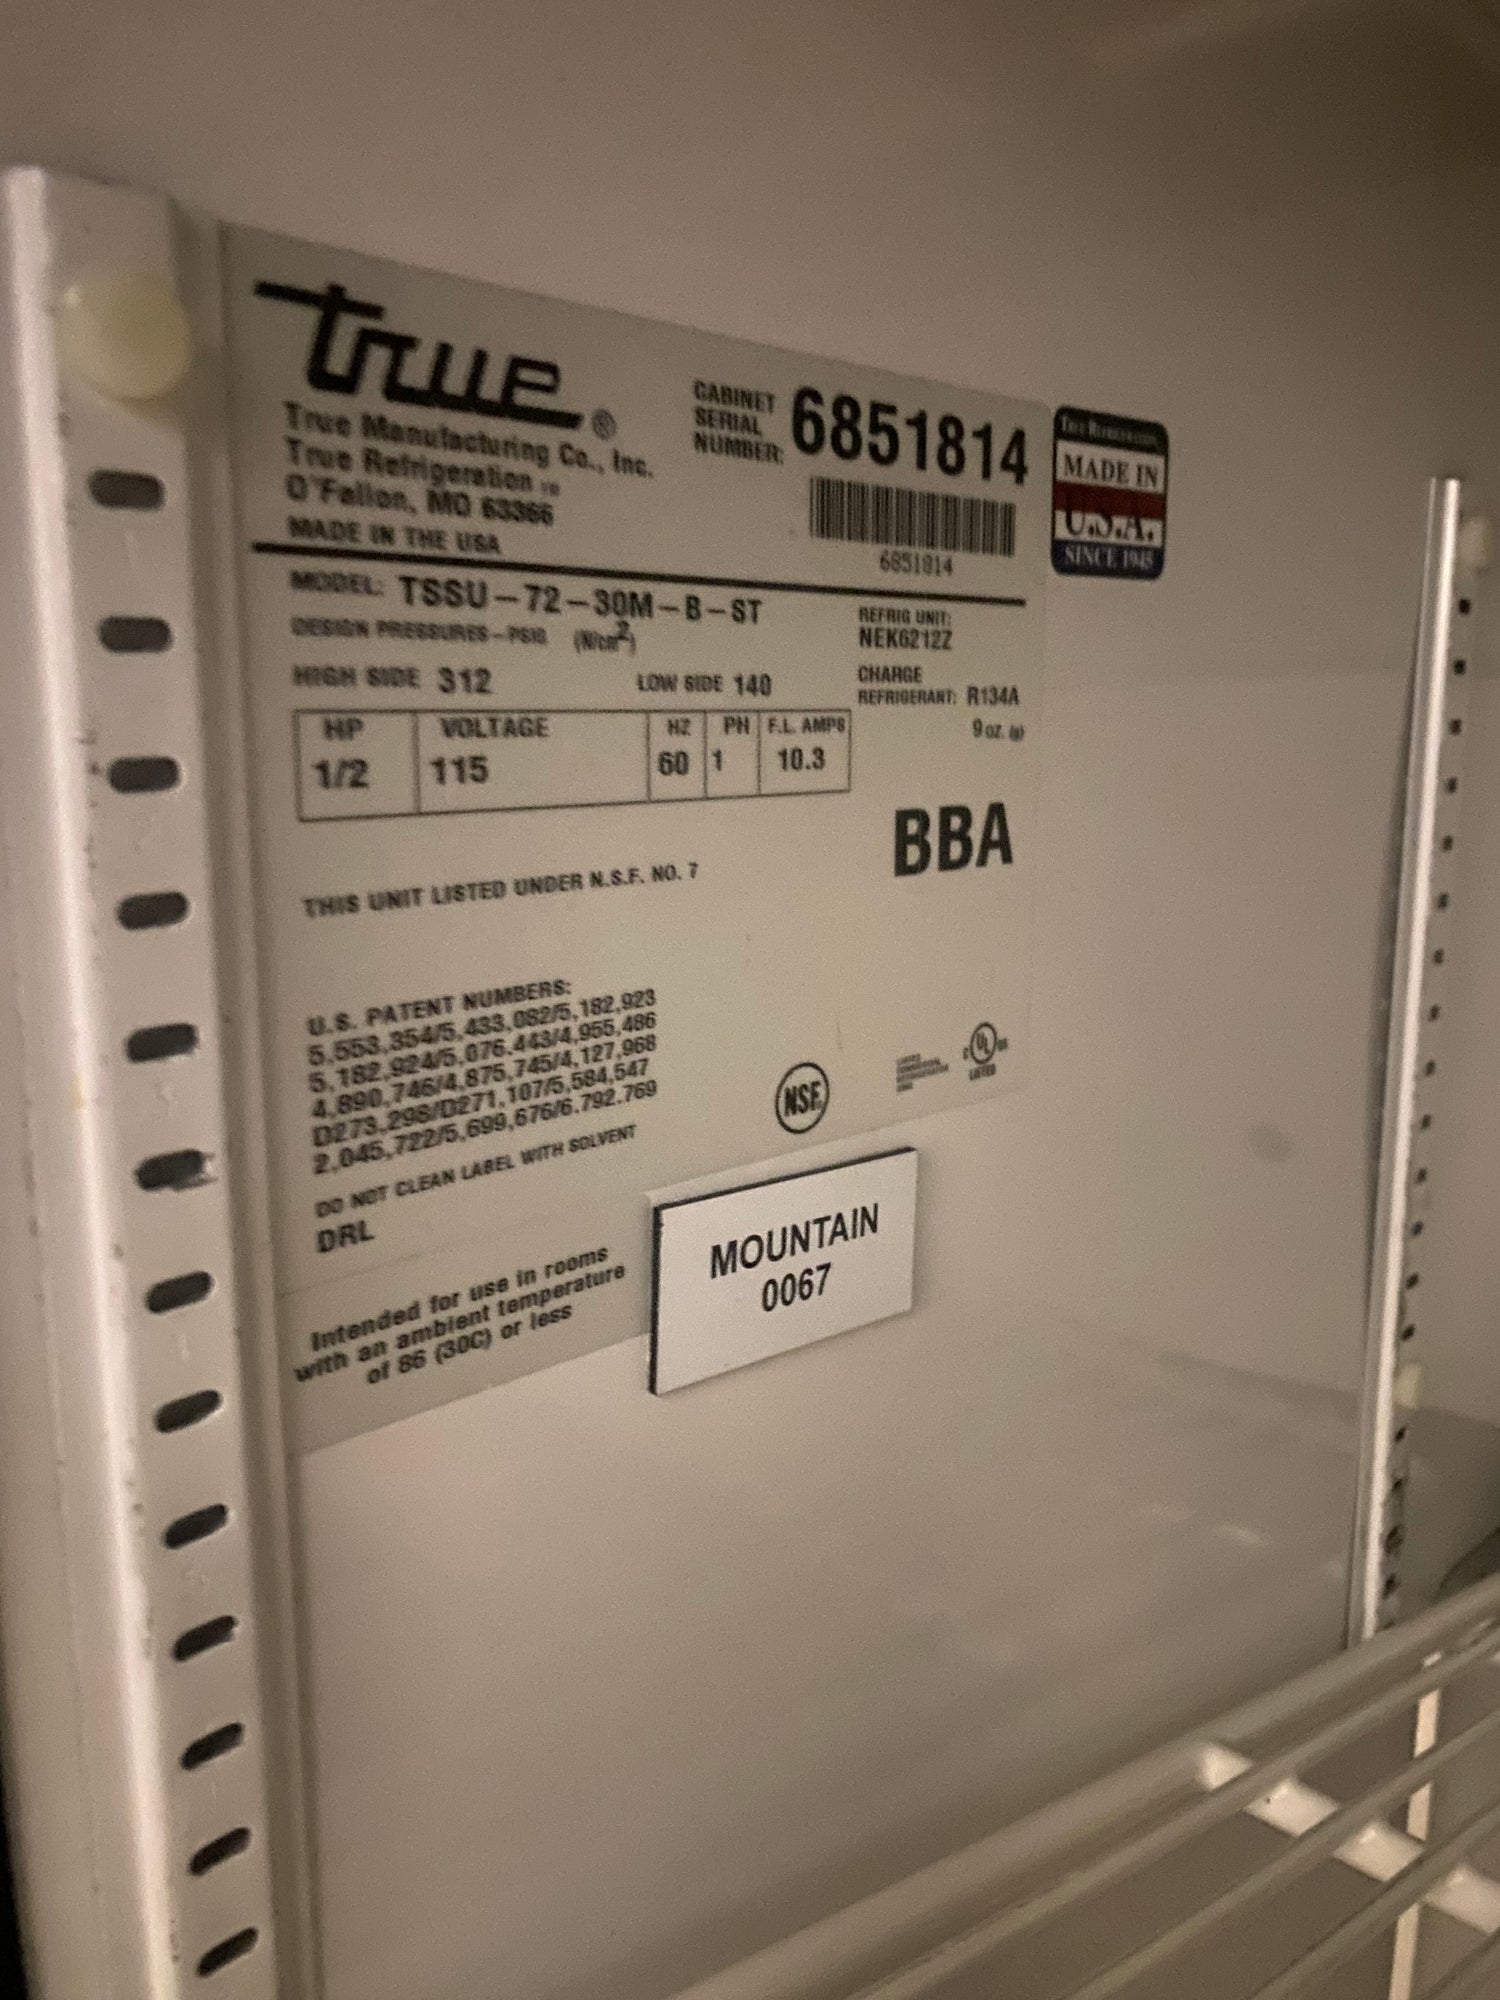 true®
True Manufacturing Co., Inc.
True Refrigeration
O'Fallon, MO 63366
MADE IN THE USA
CABINET
SERIAL
NUMBER: 6851814
6851814
TRUE REFRIGERATION
MADE IN
U.S.A.
SINCE 1945
MODEL: TSSU-72-30M-B-ST
DESIGN PRESSURES-PSIG (N/cm²)
HIGH SIDE 312 LOW SIDE 140
REFRIG UNIT:
NEK6212Z
CHARGE
REFRIGERANT: R134A
9 oz.
HP VOLTAGE HZ PH F.L. AMPS
1/2 115 60 1 10.3
BBA
THIS UNIT LISTED UNDER N.S.F. NO. 7
U.S. PATENT NUMBERS:
5,553,354/5,433,082/5,182,923
5,182,924/5,076,443/4,955,486
4,890,746/4,875,745/4,127,968
D273,298/D271,107/5,584,547
2,045,722/5,699,676/6.792.769
DO NOT CLEAN LABEL WITH SOLVENT
DRL
NSF
UL
LISTED
Intended for use in rooms
with an ambient temperature
of 86 (30C) or less
MOUNTAIN
0067